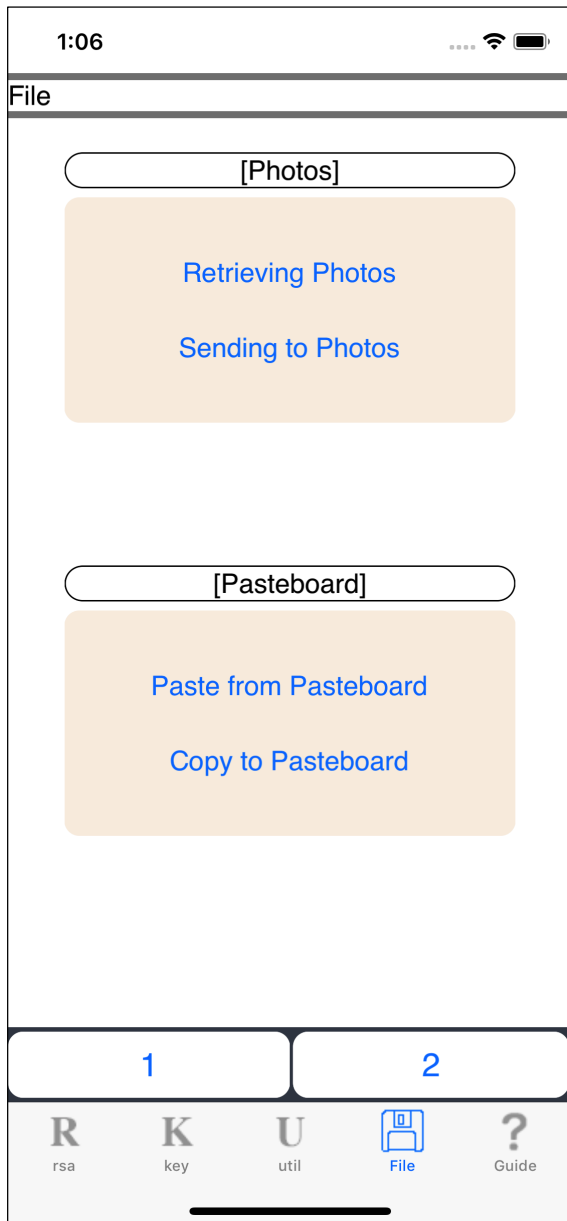 1:06
File
[Photos]
Retrieving Photos
Sending to Photos
[Pasteboard]
Paste from Pasteboard
Copy to Pasteboard
1 2
R K U ?
rsa key util File Guide